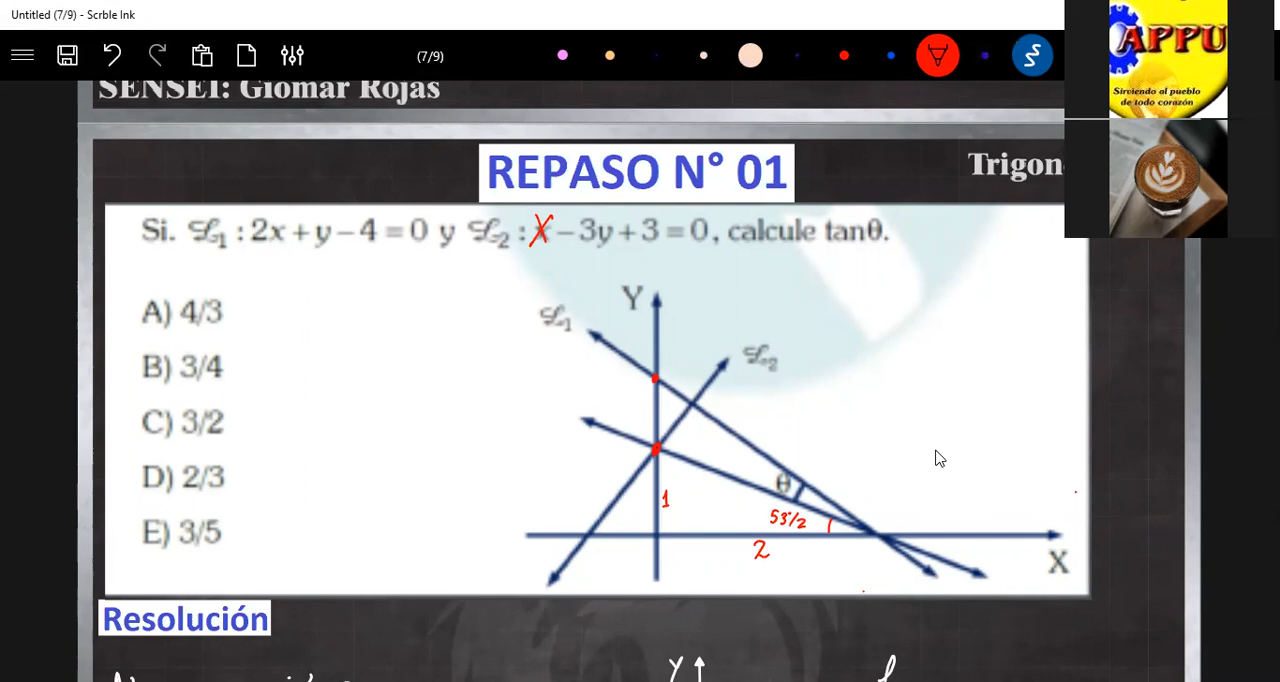 Untitled (7/9) - Scrble Ink
(7/9)
APPU
Sirviendo al pueblo
de todo corazón
SENSEI: Giomar Rojas
REPASO N° 01
Trigon
Si. ℒ₁ : 2x + y − 4 = 0 y ℒ₂ : x − 3y + 3 = 0, calcule tanθ.
A) 4/3
B) 3/4
C) 3/2
D) 2/3
E) 3/5
Y
ℒ₁
ℒ₂
θ
1
53°/2
2
X
Resolución
Y